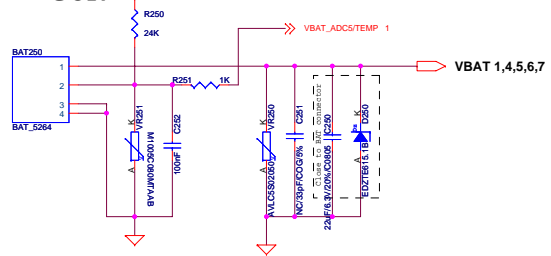 R250
24K
VBAT_ADC5/TEMP 1
BAT250
1
2
3
4
BAT_5264
VBAT 1,4,5,6,7
R251
1K
K
VR251
A
M1005C080MTAAB
C252
100nF
K
VR250
A
AVLC5S02050
C251
NC/33pF/COG/5%
Close to BAT connector
C250
22uF/6.3V/20%/C0805
K
D250
A
EDZTE615.1B